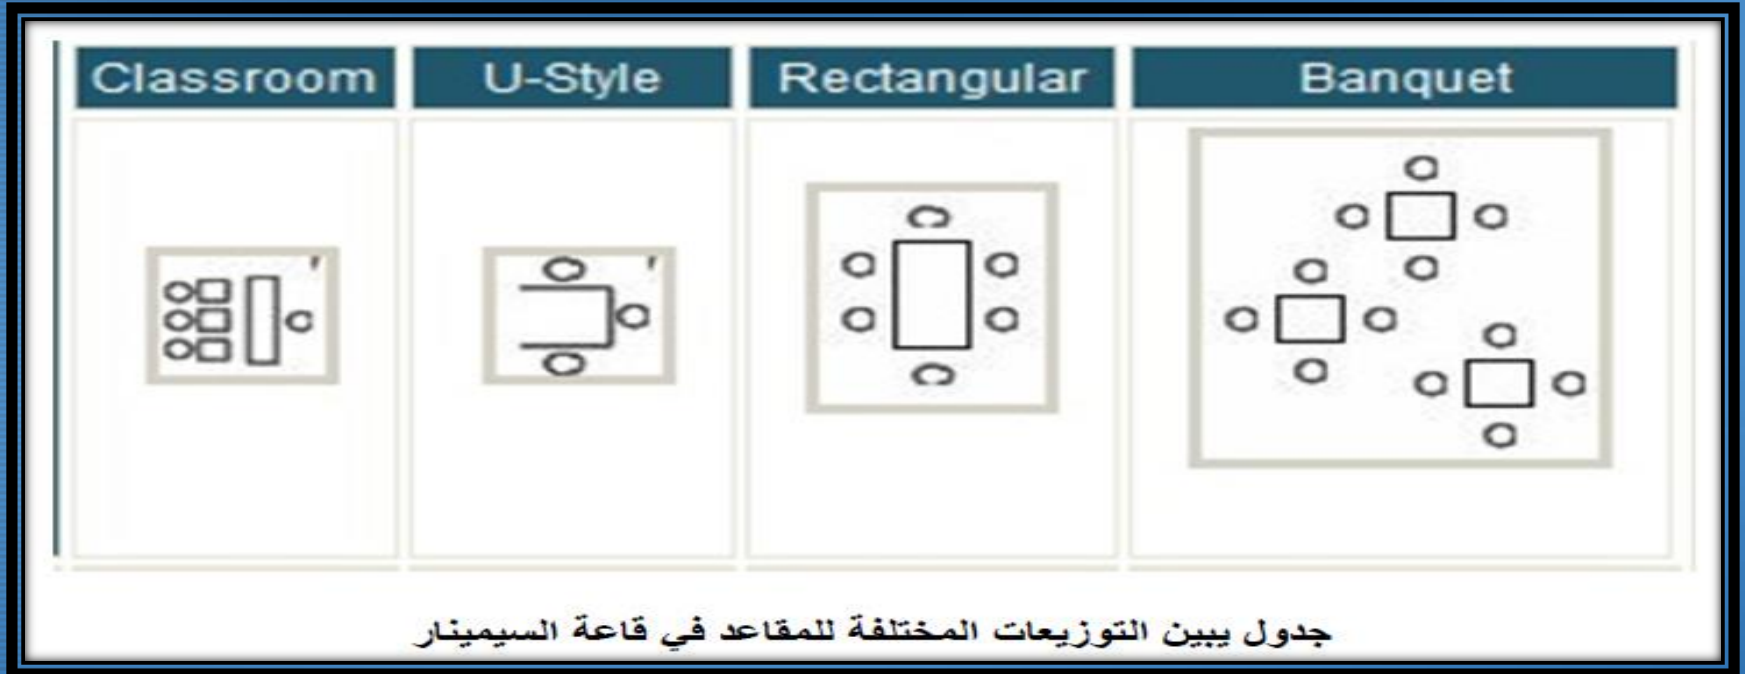 Classroom U-Style Rectangular Banquet
جدول يبين التوزيعات المختلفة للمقاعد في قاعة السيمينار